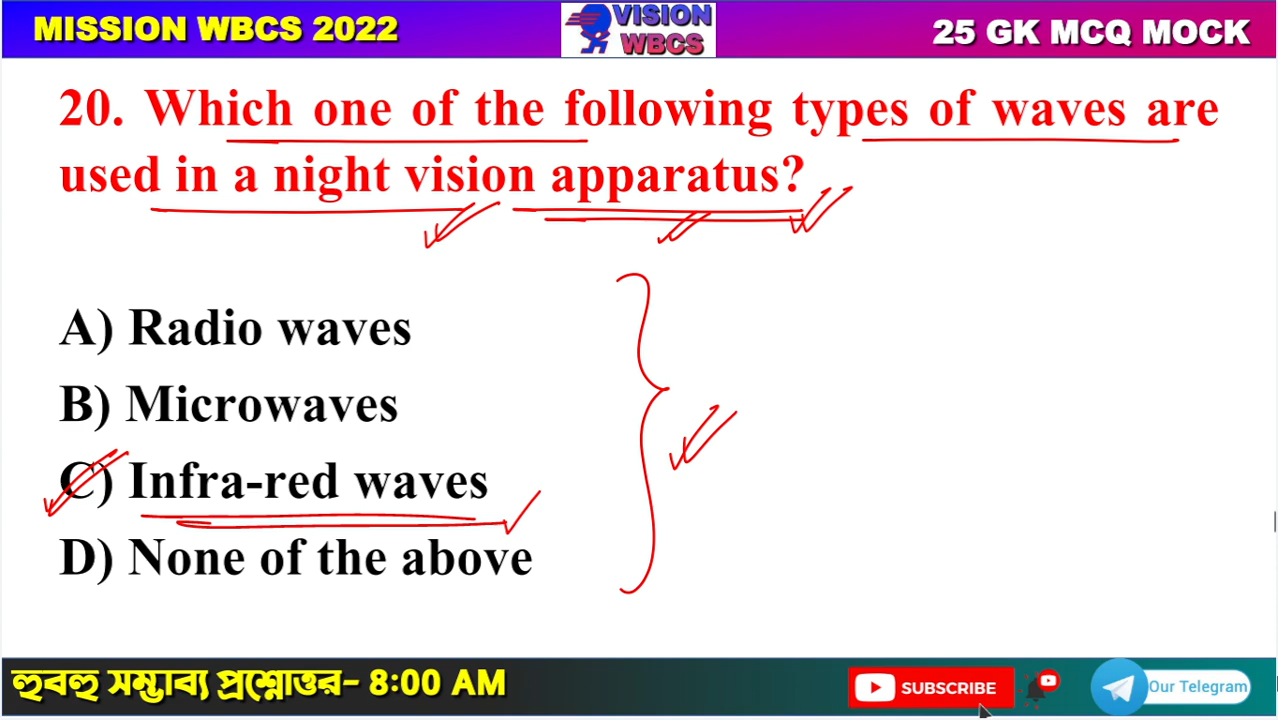 MISSION WBCS 2022
VISION
WBCS
25 GK MCQ MOCK
20. Which one of the following types of waves are
used in a night vision apparatus?
A) Radio waves
B) Microwaves
C) Infra-red waves
D) None of the above
হুবহু সম্ভাব্য প্রশ্নোত্তর- 8:00 AM
SUBSCRIBE
Our Telegram